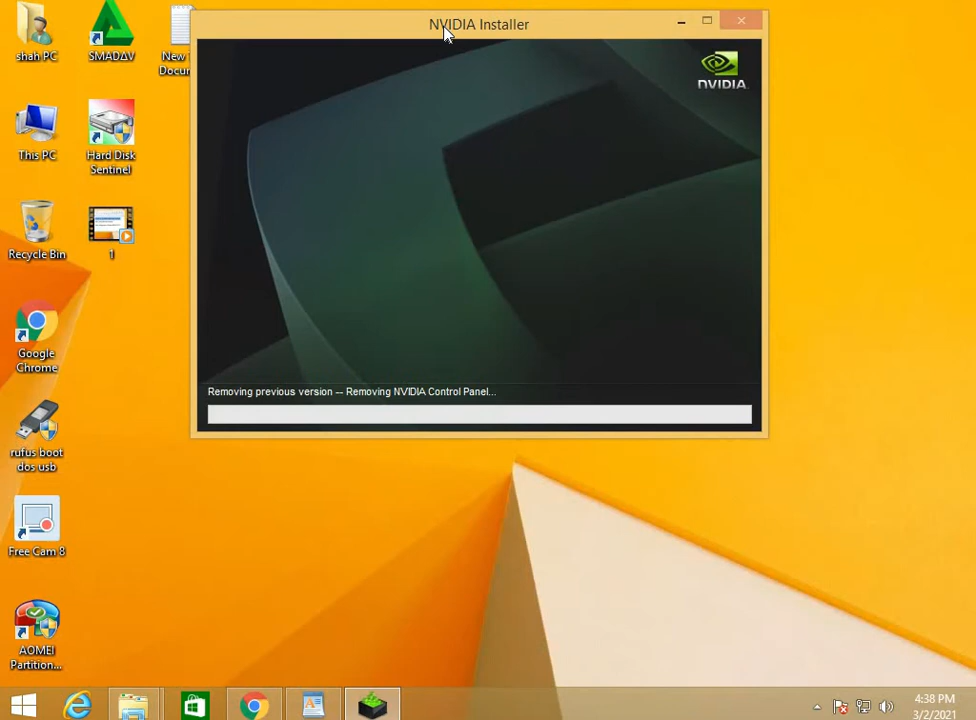 NVIDIA Installer
NVIDIA
Removing previous version -- Removing NVIDIA Control Panel...
shah PC
SMADΔV
New
Docum
This PC
Hard Disk
Sentinel
Recycle Bin
1
Google
Chrome
rufus boot
dos usb
Free Cam 8
AOMEI
Partition...
4:38 PM
3/2/2021